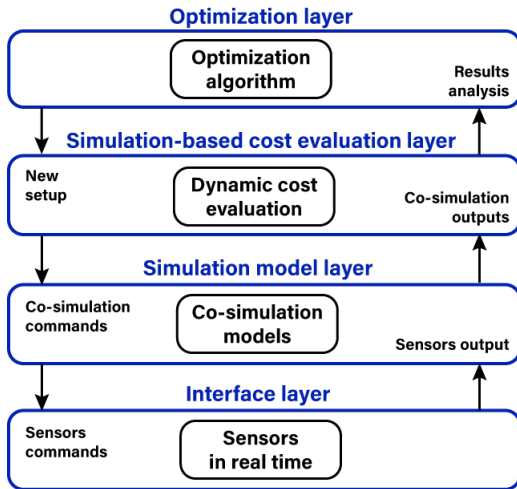 Optimization layer
Optimization
algorithm
Results
analysis
Simulation-based cost evaluation layer
New
setup
Dynamic cost
evaluation
Co-simulation
outputs
Simulation model layer
Co-simulation
commands
Co-simulation
models
Sensors output
Interface layer
Sensors
commands
Sensors
in real time